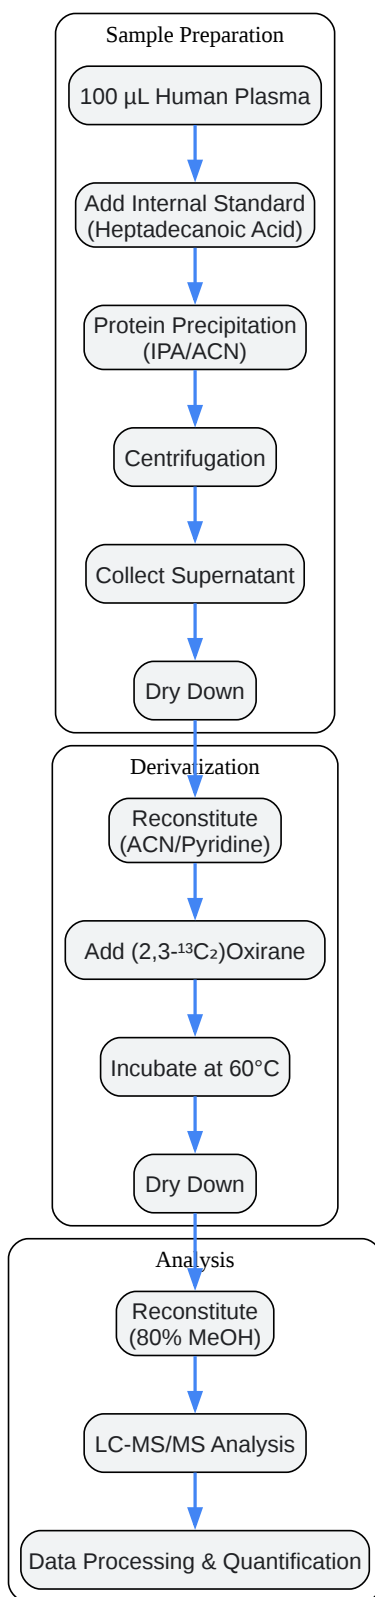 Sample Preparation
100 µL Human Plasma
Add Internal Standard
(Heptadecanoic Acid)
Protein Precipitation
(IPA/ACN)
Centrifugation
Collect Supernatant
Dry Down
Derivatization
Reconstitute
(ACN/Pyridine)
Add (2,3-¹³C₂)Oxirane
Incubate at 60°C
Dry Down
Analysis
Reconstitute
(80% MeOH)
LC-MS/MS Analysis
Data Processing & Quantification